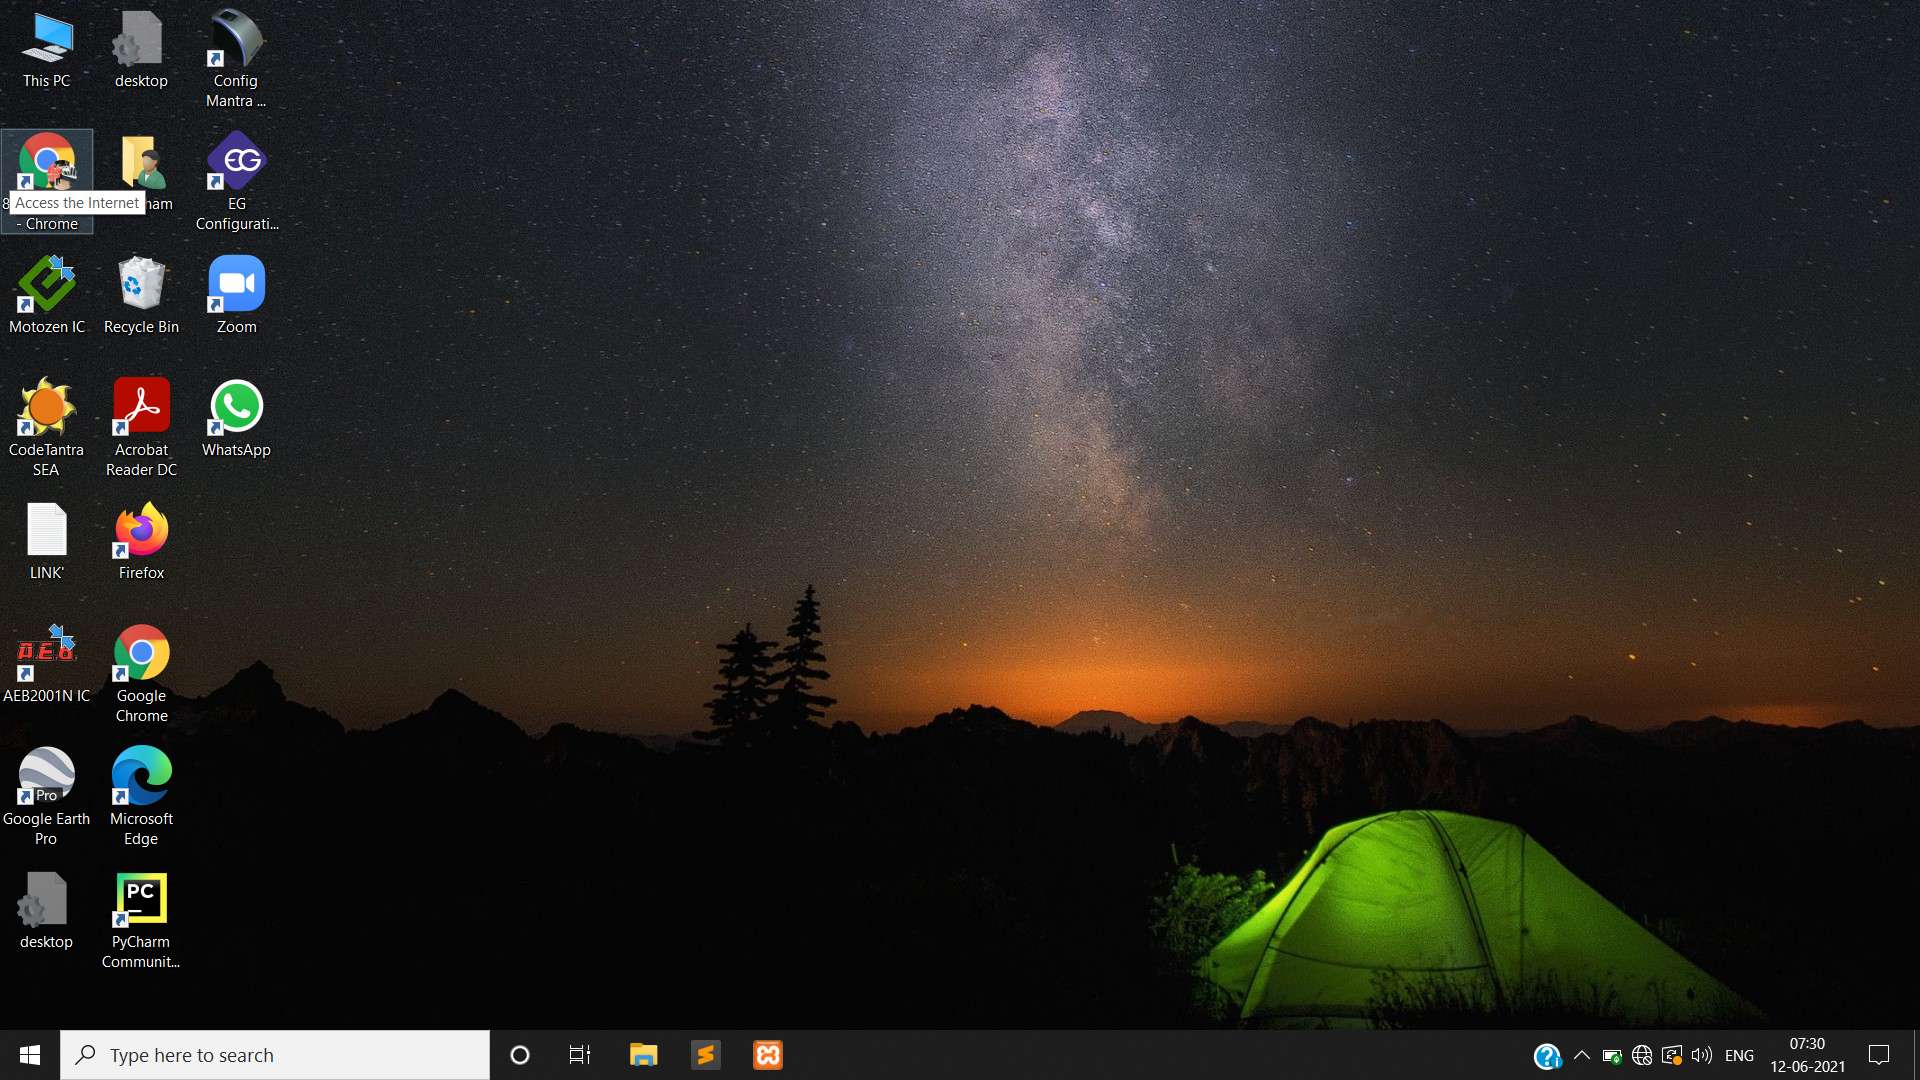 This PC
desktop
Config
Mantra ...
8
Access the Internet
ham
- Chrome
EG
EG
Configurati...
Motozen IC
Recycle Bin
Zoom
CodeTantra
SEA
Acrobat
Reader DC
WhatsApp
LINK'
Firefox
AEB
AEB2001N IC
Google
Chrome
Pro
Google Earth
Pro
Microsoft
Edge
desktop
PC
PyCharm
Communit...
Type here to search
ENG
07:30
12-06-2021